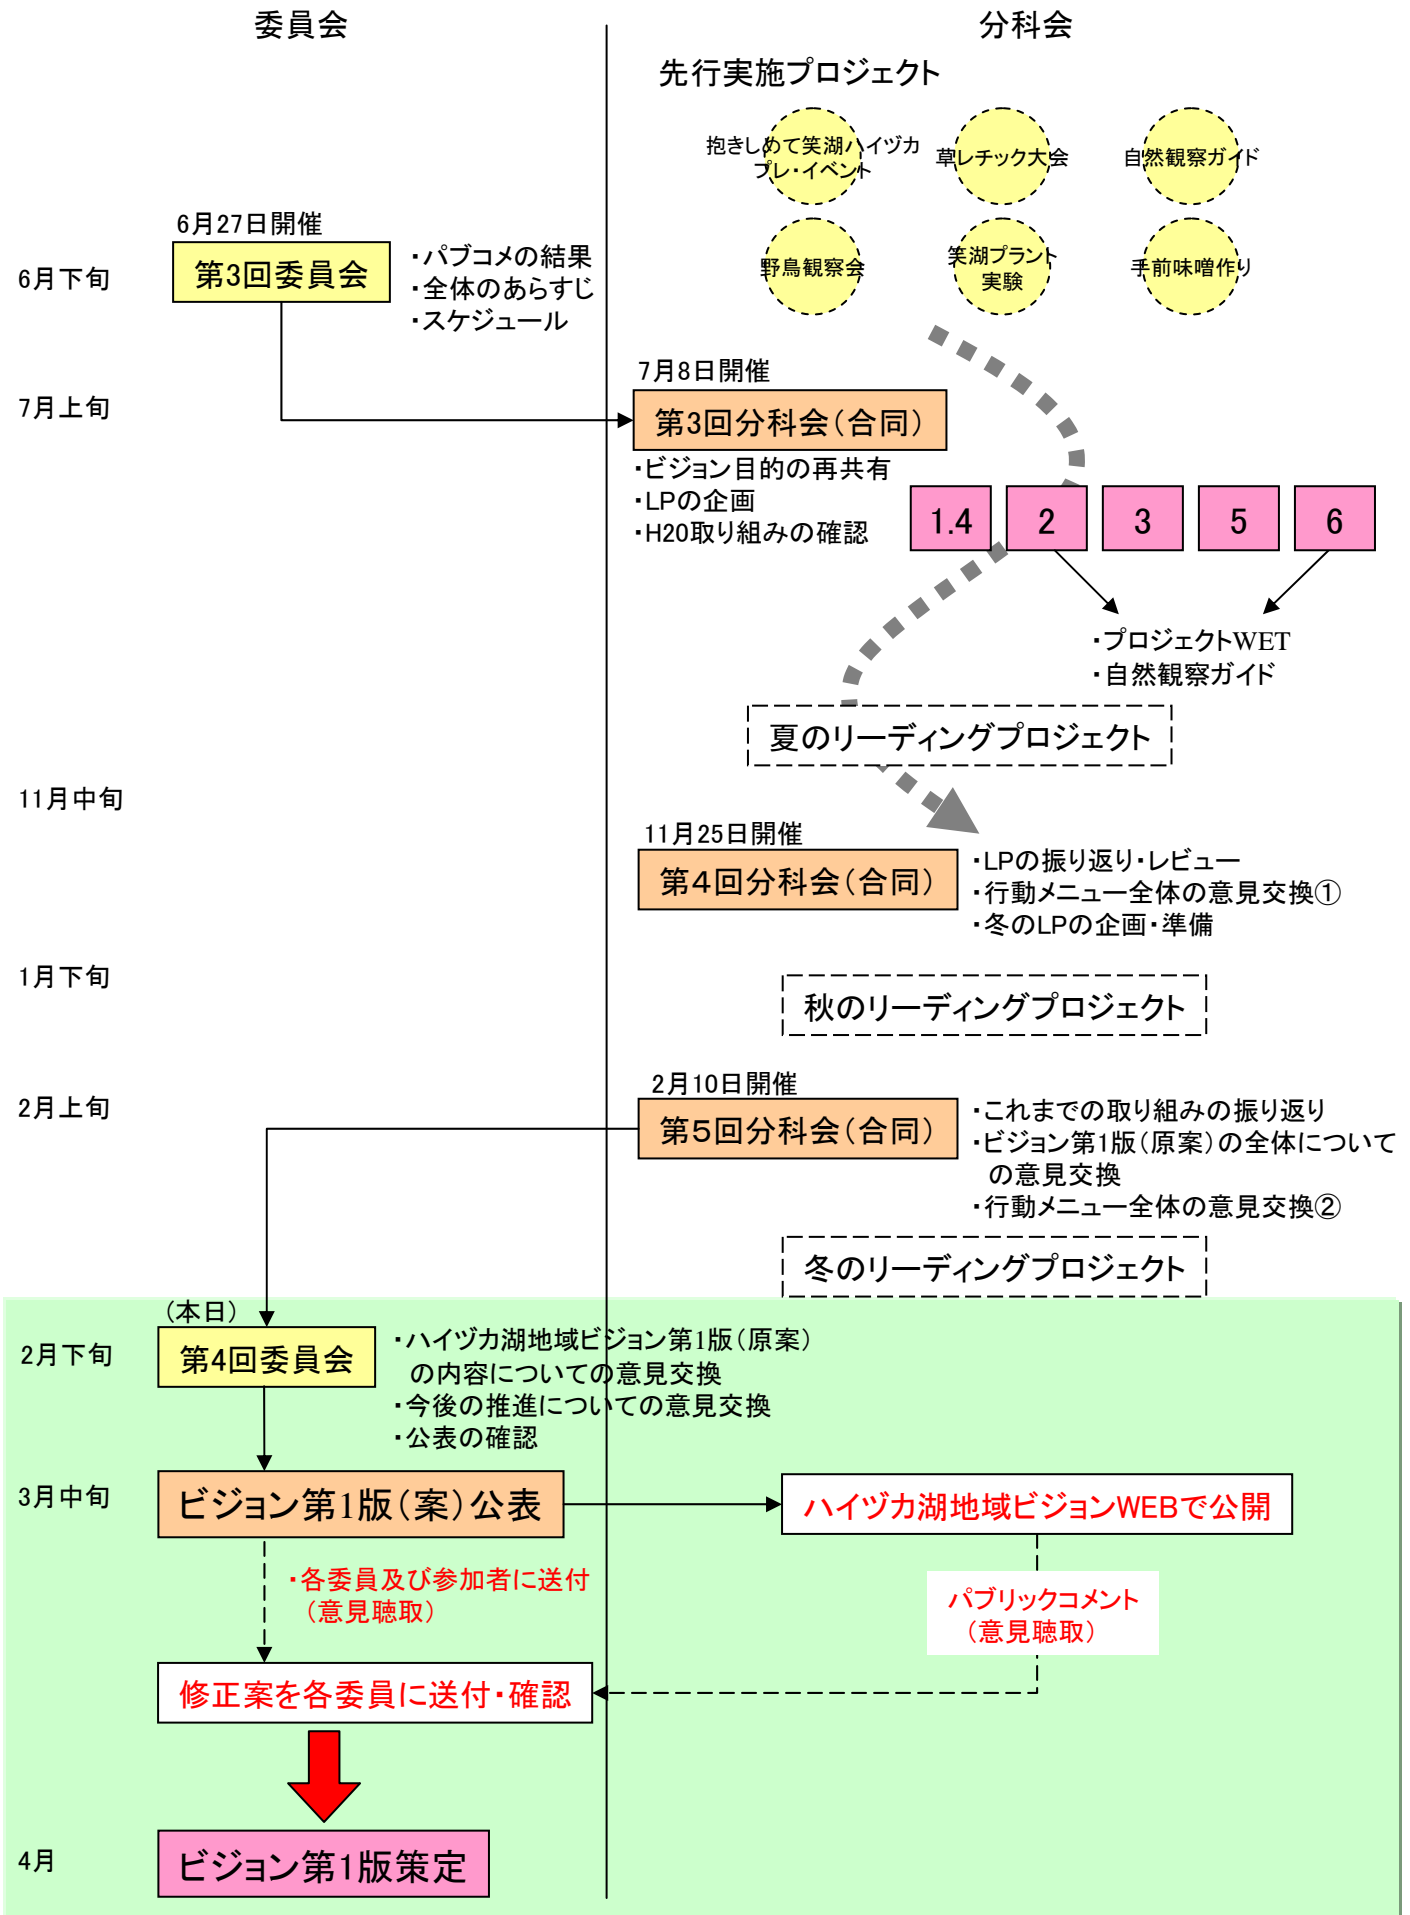 委員会
分科会
先行実施プロジェクト
抱きしめて笑湖ハイヅカ
プレ・イベント
草レチック大会
自然観察ガイド
野鳥観察会
笑湖プラント
実験
手前味噌作り
6月下旬
6月27日開催
第3回委員会
・パブコメの結果
・全体のあらすじ
・スケジュール
7月上旬
7月8日開催
第3回分科会（合同）
・ビジョン目的の再共有
・LPの企画
・H20取り組みの確認
1.4
2
3
5
6
・プロジェクトWET
・自然観察ガイド
夏のリーディングプロジェクト
11月中旬
11月25日開催
第4回分科会（合同）
・LPの振り返り・レビュー
・行動メニュー全体の意見交換①
・冬のLPの企画・準備
1月下旬
秋のリーディングプロジェクト
2月上旬
2月10日開催
第5回分科会（合同）
・これまでの取り組みの振り返り
・ビジョン第1版（原案）の全体について
の意見交換
・行動メニュー全体の意見交換②
冬のリーディングプロジェクト
（本日）
2月下旬
第4回委員会
・ハイヅカ湖地域ビジョン第1版（原案）
の内容についての意見交換
・今後の推進についての意見交換
・公表の確認
3月中旬
ビジョン第1版（案）公表
ハイヅカ湖地域ビジョンWEBで公開
・各委員及び参加者に送付
（意見聴取）
パブリックコメント
（意見聴取）
修正案を各委員に送付・確認
4月
ビジョン第1版策定